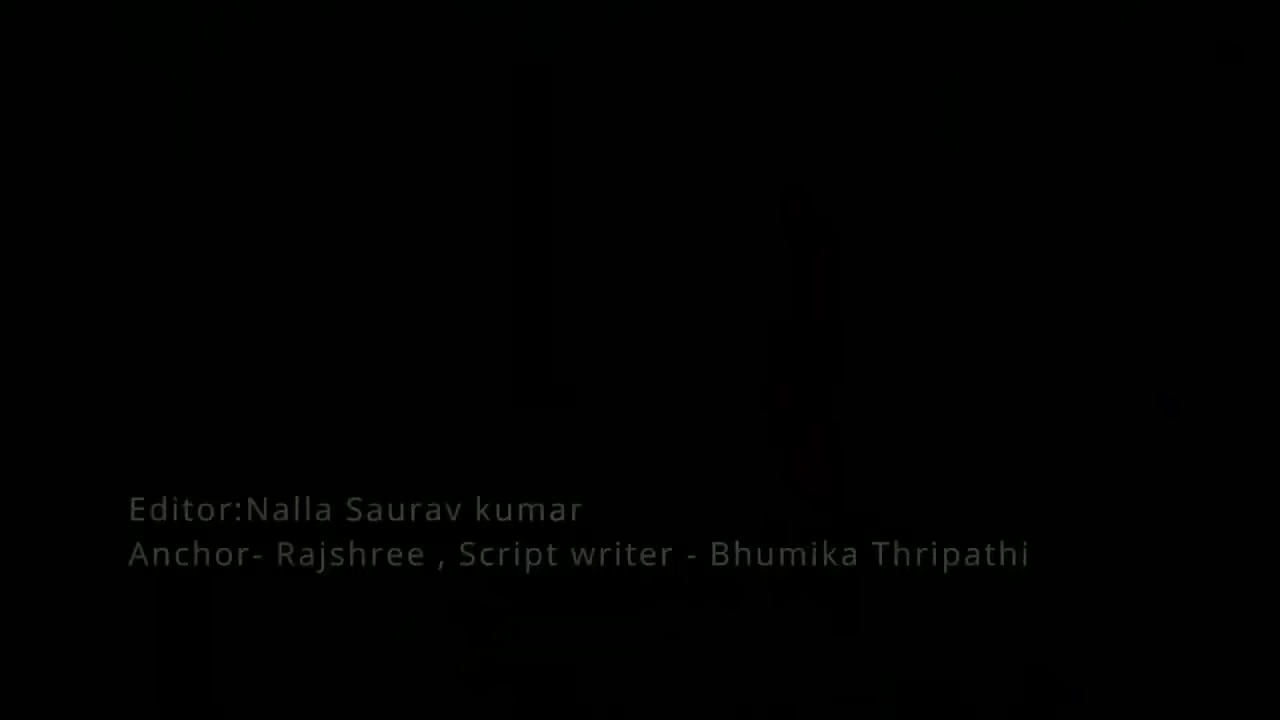 Editor:Nalla Saurav kumar
Anchor- Rajshree , Script writer - Bhumika Thripathi